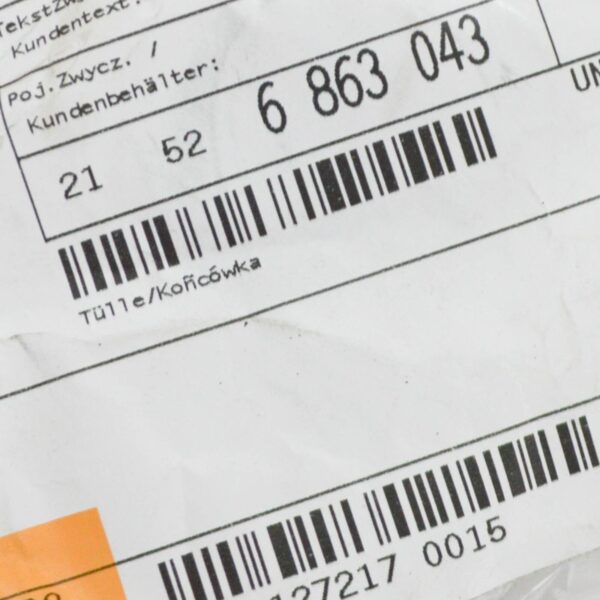 Kundentext:
Poj.Zwycz. /
Kundenbehälter:
21 52 6 863 043
UN
Tülle/Końcówka
127217 0015